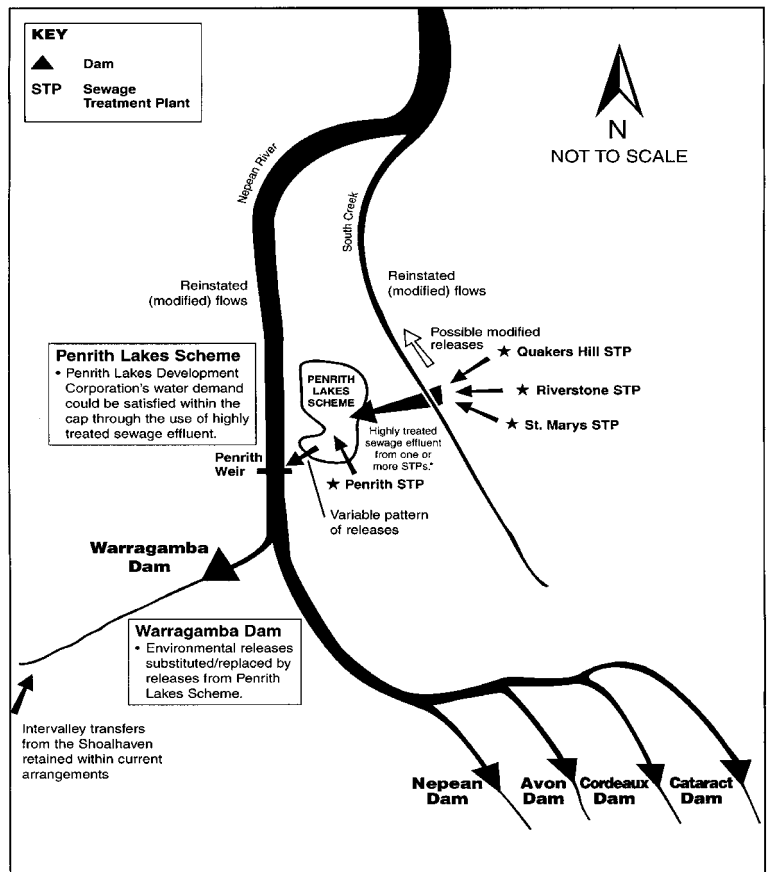 KEY
Dam
STP Sewage
Treatment Plant
N
NOT TO SCALE
Nepean River
South Creek
Reinstated
(modified) flows
Reinstated
(modified) flows
Possible modified
releases
Quakers Hill STP
Riverstone STP
St. Marys STP
Penrith Lakes Scheme
• Penrith Lakes Development
Corporation's water demand
could be satisfied within the
cap through the use of highly
treated sewage effluent.
PENRITH
LAKES
SCHEME
Highly treated
sewage effluent
from one or
more STPs.*
Penrith
Weir
Penrith STP
Variable pattern
of releases
Warragamba
Dam
Warragamba Dam
• Environmental releases
substituted/replaced by
releases from Penrith
Lakes Scheme.
Intervalley transfers
from the Shoalhaven
retained within current
arrangements
Nepean
Dam
Avon
Dam
Cordeaux
Dam
Cataract
Dam